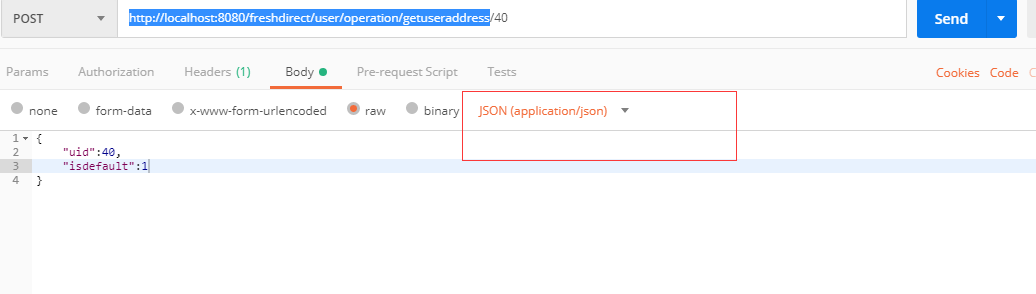 POST http://localhost:8080/freshdirect/user/operation/getuseraddress/40 Send
Params Authorization Headers (1) Body Pre-request Script Tests Cookies Code
none form-data x-www-form-urlencoded raw binary JSON (application/json)
1 {
2 "uid":40,
3 "isdefault":1
4 }